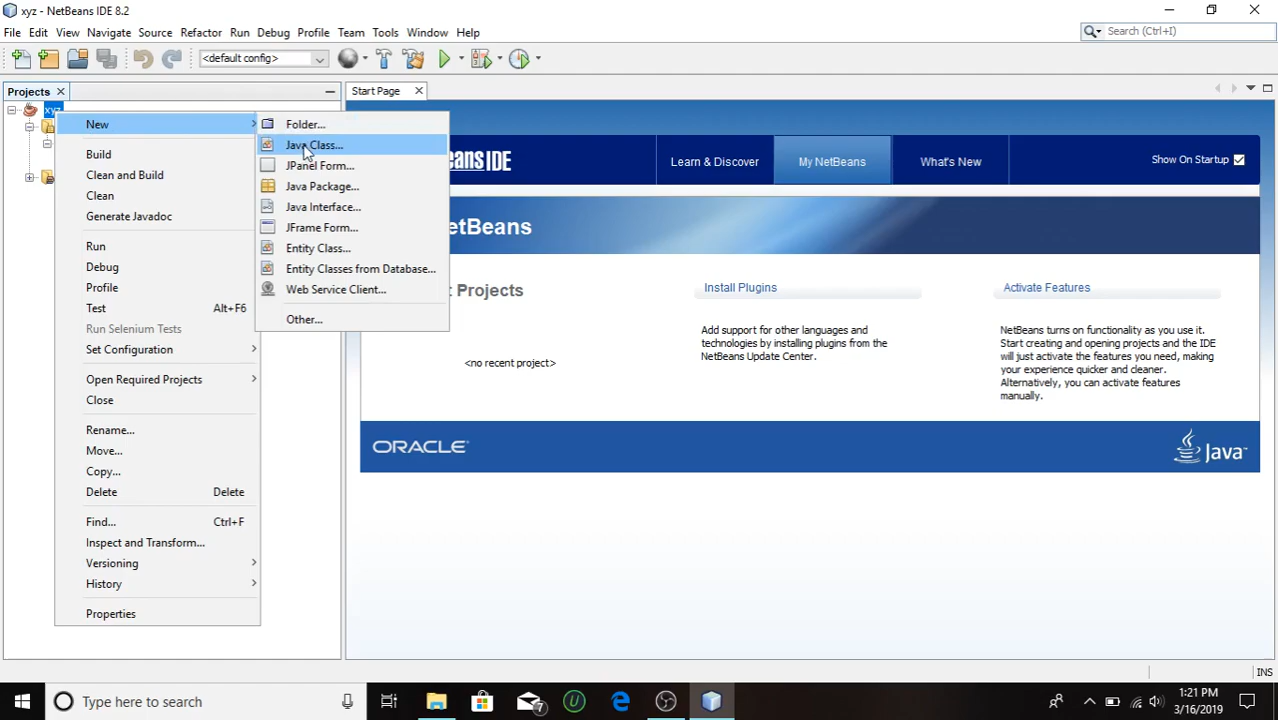 xyz - NetBeans IDE 8.2
File Edit View Navigate Source Refactor Run Debug Profile Team Tools Window Help
Search (Ctrl+I)
<default config>
Projects
Start Page
xyz
New
Build
Clean and Build
Clean
Generate Javadoc
Run
Debug
Profile
Test Alt+F6
Run Selenium Tests
Set Configuration
Open Required Projects
Close
Rename...
Move...
Copy...
Delete Delete
Find... Ctrl+F
Inspect and Transform...
Versioning
History
Properties
Folder...
Java Class...
JPanel Form...
Java Package...
Java Interface...
JFrame Form...
Entity Class...
Entity Classes from Database...
Web Service Client...
Other...
Beans IDE
Learn & Discover
My NetBeans
What's New
Show On Startup
etBeans
t Projects
<no recent project>
Install Plugins
Add support for other languages and
technologies by installing plugins from the
NetBeans Update Center.
Activate Features
NetBeans turns on functionality as you use it.
Start creating and opening projects and the IDE
will just activate the features you need, making
your experience quicker and cleaner.
Alternatively, you can activate features
manually.
ORACLE
Java
INS
Type here to search
7
U
1:21 PM
3/16/2019